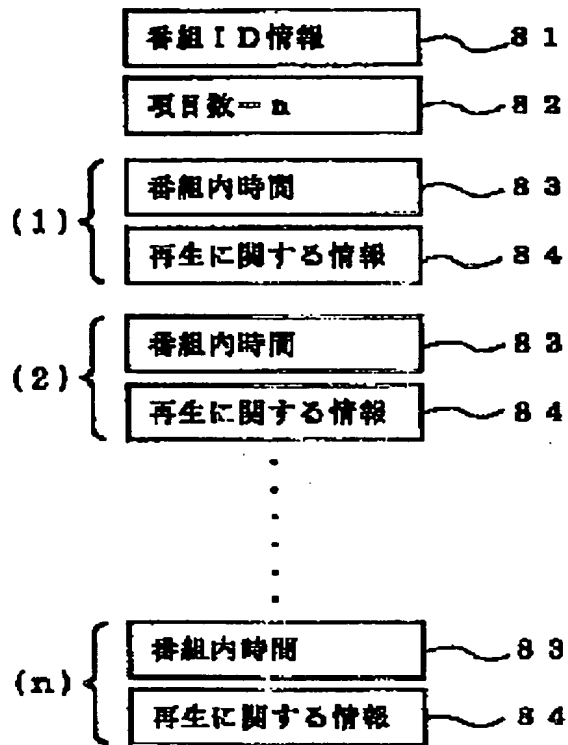 番組ID情報 81
項目数=n 82
番組内時間 83
(1)
再生に関する情報 84
番組内時間 83
(2)
再生に関する情報 84
番組内時間 83
(n)
再生に関する情報 84